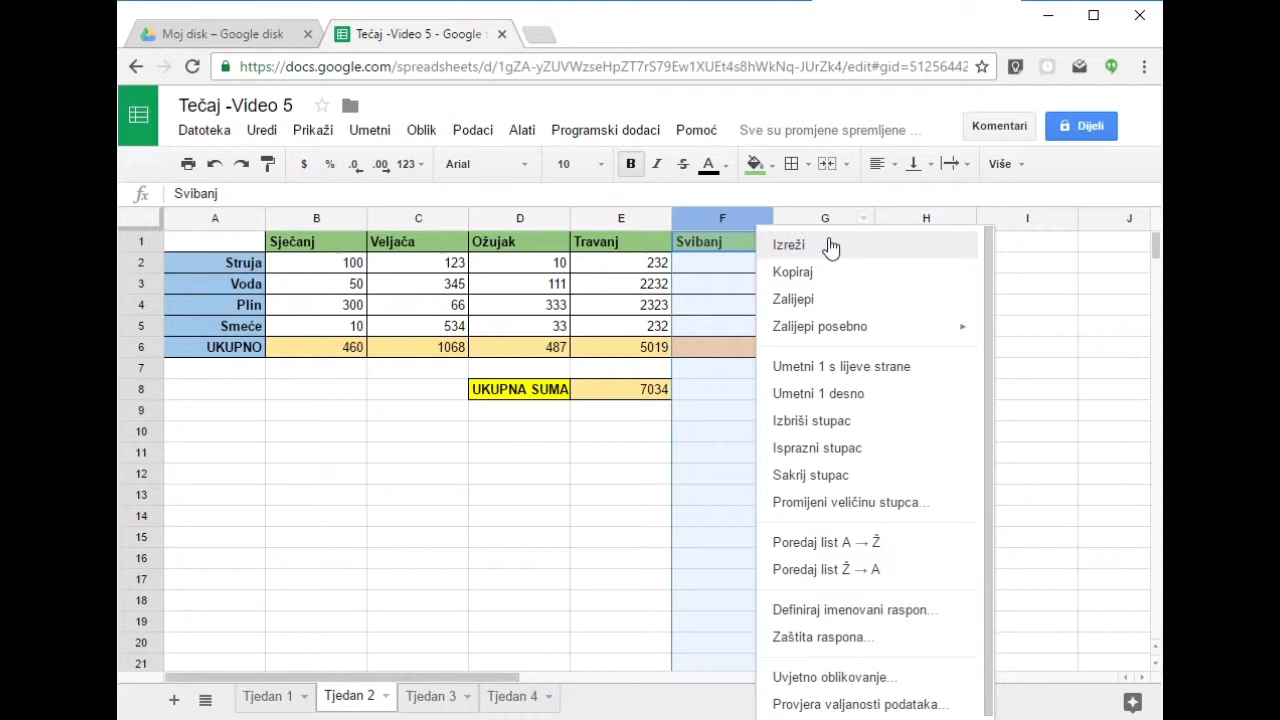 Moj disk – Google disk
Tečaj -Video 5 - Google
https://docs.google.com/spreadsheets/d/1gZA-yZUVWzseHpZT7rS79Ew1XUEt4s8hWkNq-JUrZk4/edit#gid=51256442
Tečaj -Video 5
Datoteka Uredi Prikaži Umetni Oblik Podaci Alati Programski dodaci Pomoć Sve su promjene spremljene ...
Komentari
Dijeli
$ % .0 .00 123 Arial 10 B I S A Više
fx Svibanj
A B C D E F G H I J
1 Sječanj Veljača Ožujak Travanj Svibanj
2 Struja 100 123 10 232
3 Voda 50 345 111 2232
4 Plin 300 66 333 2323
5 Smeće 10 534 33 232
6 UKUPNO 460 1068 487 5019
7
8 UKUPNA SUMA 7034
9
10
11
12
13
14
15
16
17
18
19
20
21
Izreži
Kopiraj
Zalijepi
Zalijepi posebno
Umetni 1 s lijeve strane
Umetni 1 desno
Izbriši stupac
Isprazni stupac
Sakrij stupac
Promijeni veličinu stupca...
Poredaj list A → Ž
Poredaj list Ž → A
Definiraj imenovani raspon...
Zaštita raspona...
Uvjetno oblikovanje...
Provjera valjanosti podataka...
Tjedan 1 Tjedan 2 Tjedan 3 Tjedan 4